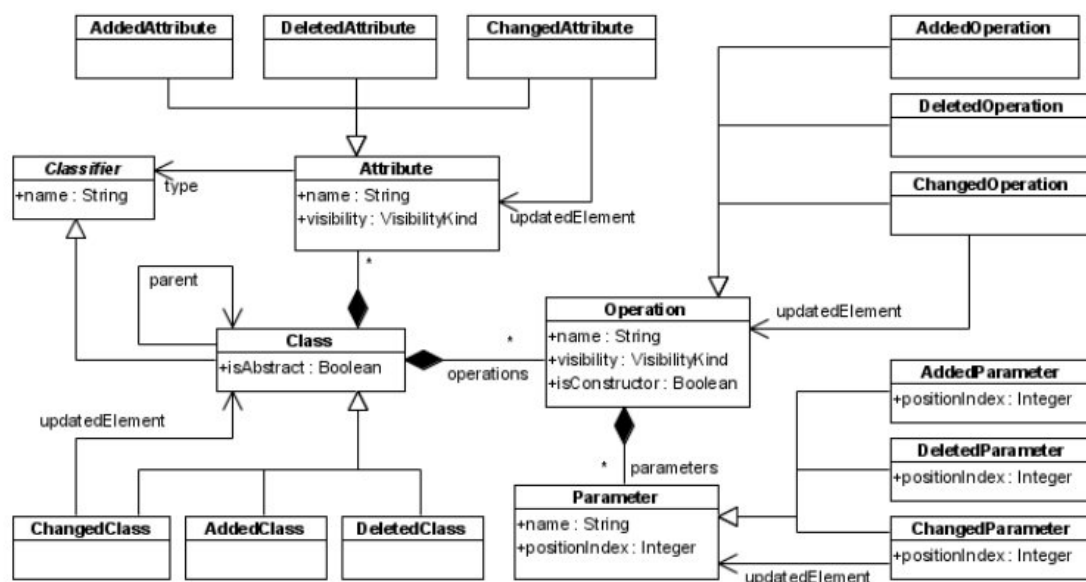 AddedAttribute
DeletedAttribute
ChangedAttribute
AddedOperation
DeletedOperation
ChangedOperation
Classifier
+name : String
type
Attribute
+name : String
+visibility : VisibilityKind
updatedElement
*
parent
Class
+isAbstract : Boolean
*
operations
Operation
+name : String
+visibility : VisibilityKind
+isConstructor : Boolean
updatedElement
updatedElement
*
parameters
AddedParameter
+positionIndex : Integer
DeletedParameter
+positionIndex : Integer
ChangedParameter
+positionIndex : Integer
ChangedClass
AddedClass
DeletedClass
Parameter
+name : String
+positionIndex : Integer
updatedElement